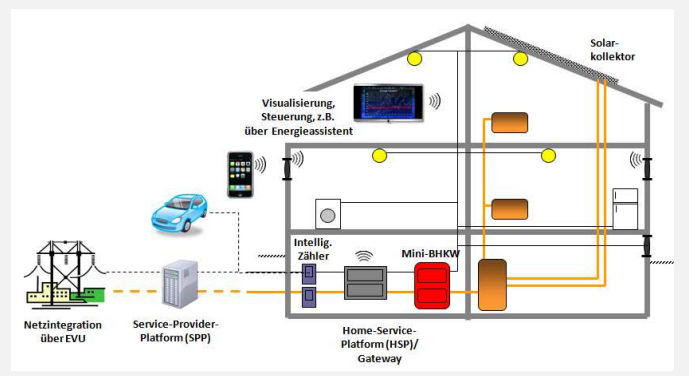 Solar-
kollektor
Visualisierung,
Steuerung, z.B.
über Energieassistent
Intellig.
Zähler
Mini-BHKW
Netzintegration
über EVU
Service-Provider-
Platform (SPP)
Home-Service-
Platform (HSP)/
Gateway